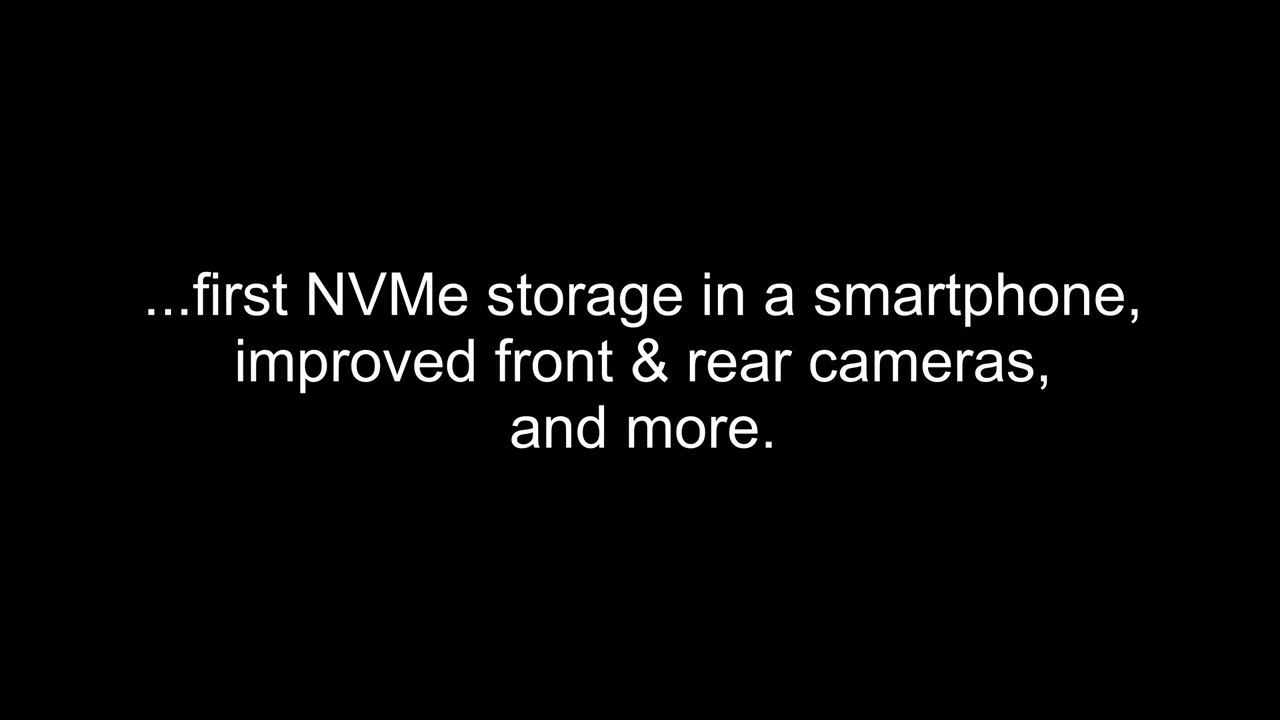 ...first NVMe storage in a smartphone,
improved front & rear cameras,
and more.